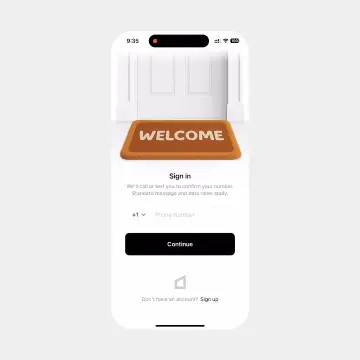 9:35
WELCOME
Sign in
We'll call or text you to confirm your number.
Standard message and data rates apply.
+1 Phone Number
Continue
Don't have an account? Sign up